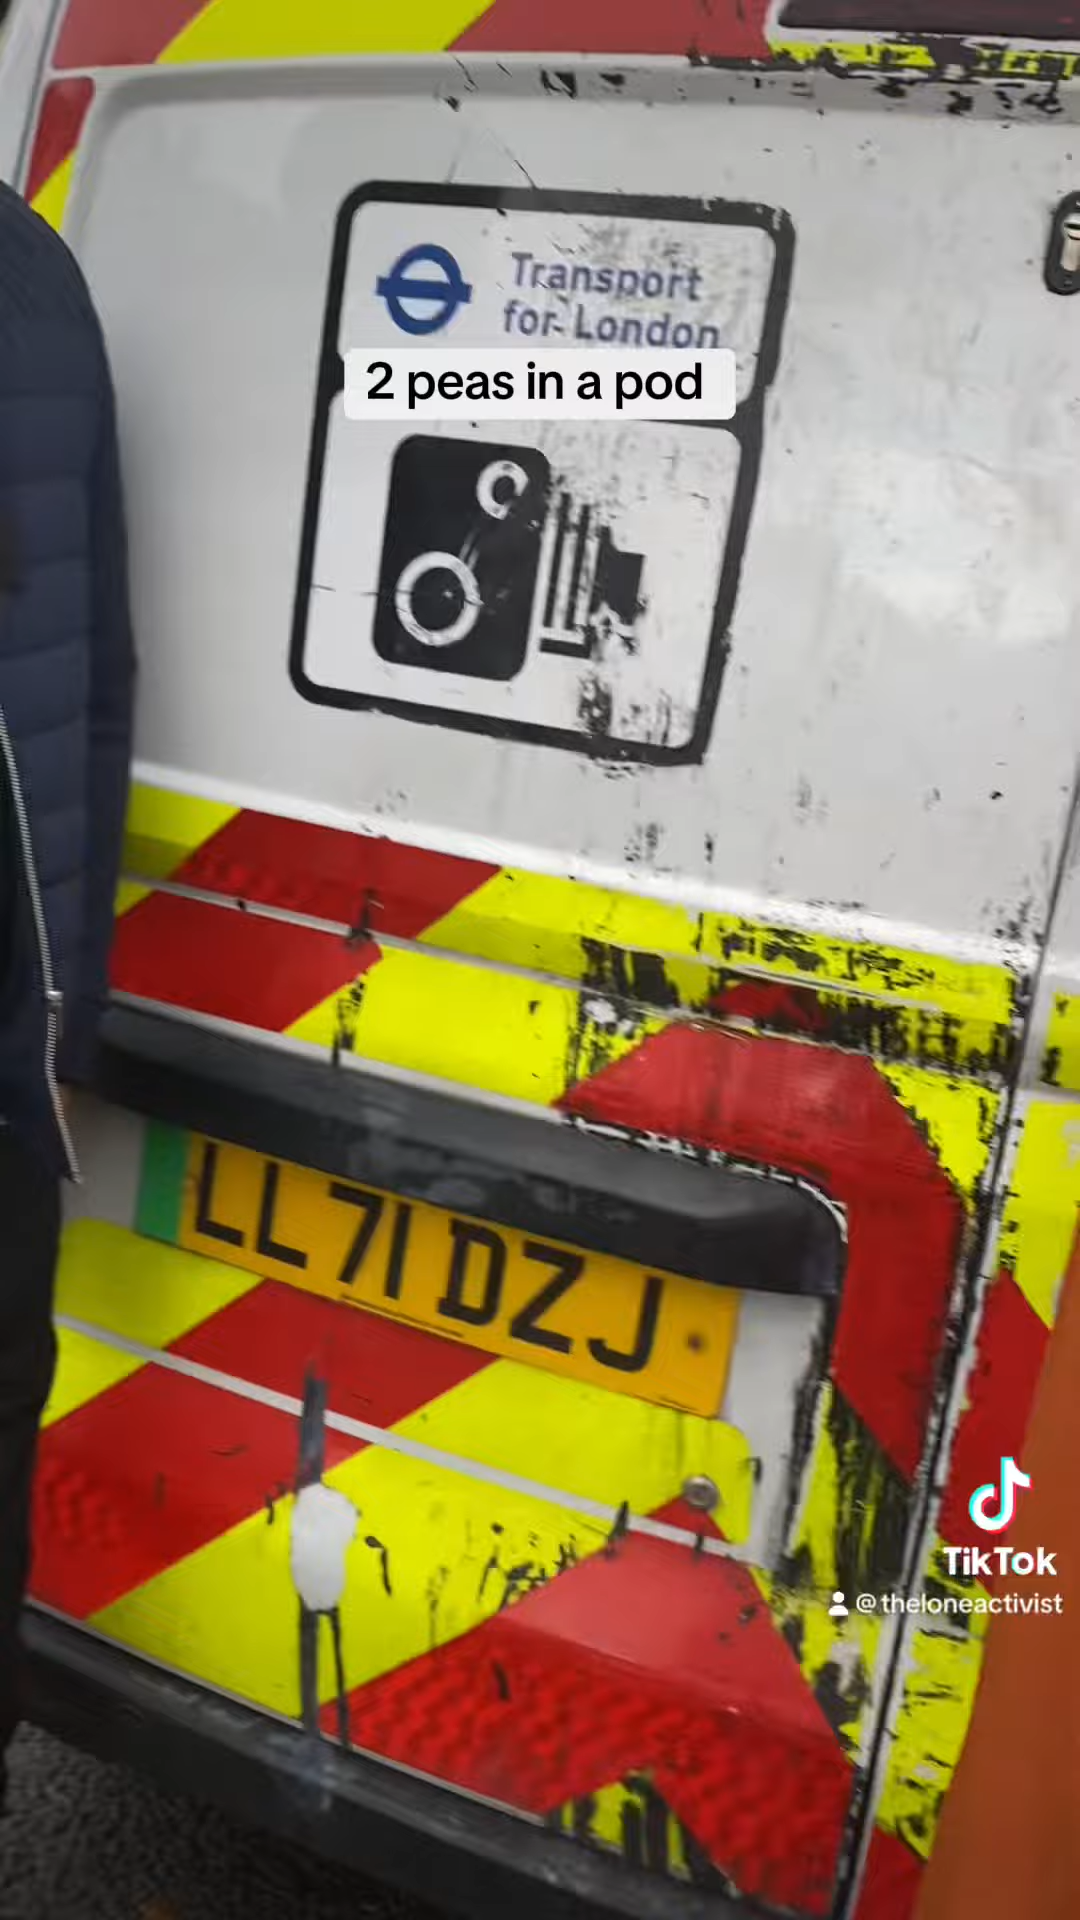 Transport
for London
2 peas in a pod
LL71 DZJ
TikTok
@theloneactivist